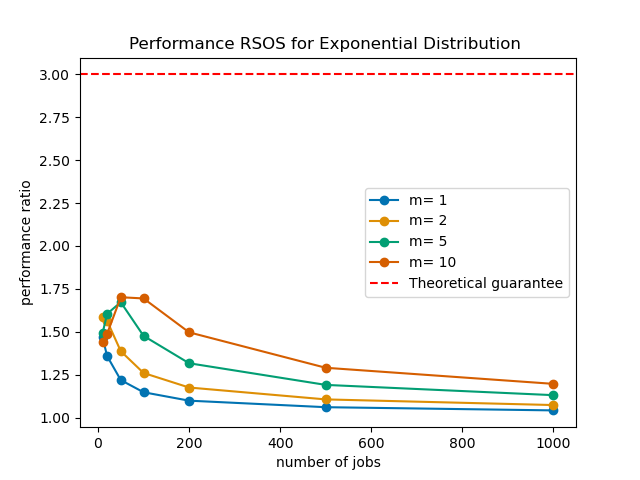 Performance RSOS for Exponential Distribution
performance ratio
3.00
2.75
2.50
2.25
2.00
1.75
1.50
1.25
1.00
m= 1
m= 2
m= 5
m= 10
Theoretical guarantee
0 200 400 600 800 1000
number of jobs